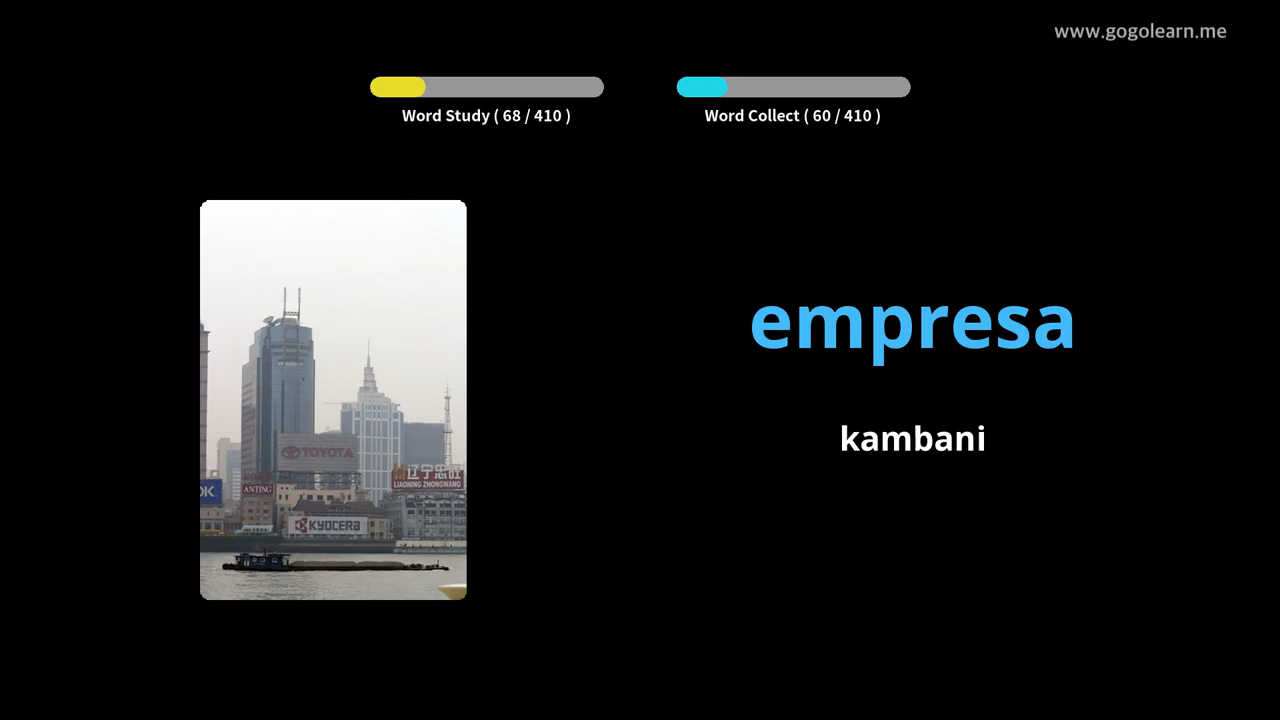 www.gogolearn.me
Word Study ( 68 / 410 )
Word Collect ( 60 / 410 )
empresa
kambani
TOYOTA
辽宁忠旺
LIAONING ZHONGWANG
OK
ANTING
KYOCERA